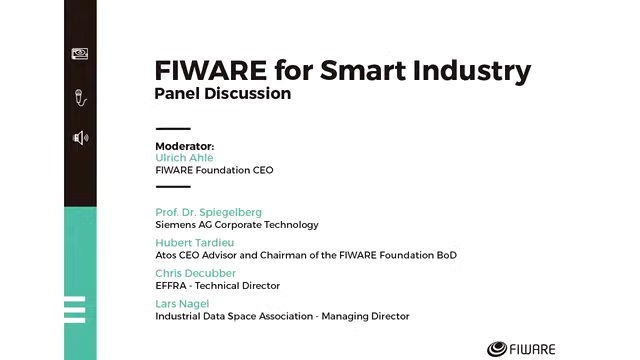 FIWARE for Smart Industry
Panel Discussion
Moderator:
Ulrich Ahle
FIWARE Foundation CEO
Prof. Dr. Spiegelberg
Siemens AG Corporate Technology
Hubert Tardieu
Atos CEO Advisor and Chairman of the FIWARE Foundation BoD
Chris Decubber
EFFRA - Technical Director
Lars Nagel
Industrial Data Space Association - Managing Director
FIWARE